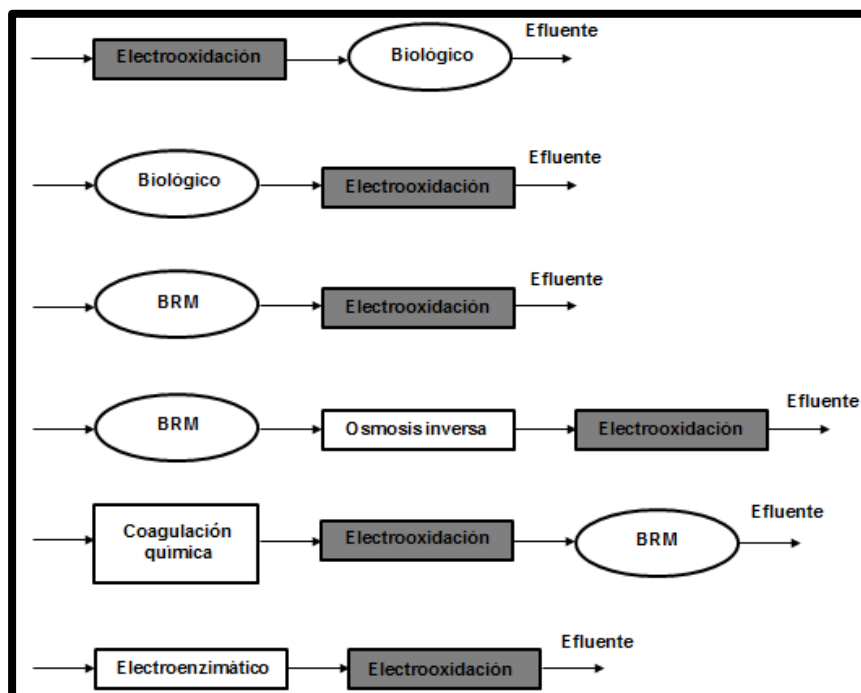 Electrooxidación
Biológico
Efluente
Biológico
Electrooxidación
Efluente
BRM
Electrooxidación
Efluente
BRM
Osmosis inversa
Electrooxidación
Efluente
Coagulación
química
Electrooxidación
BRM
Efluente
Electroenzimático
Electrooxidación
Efluente